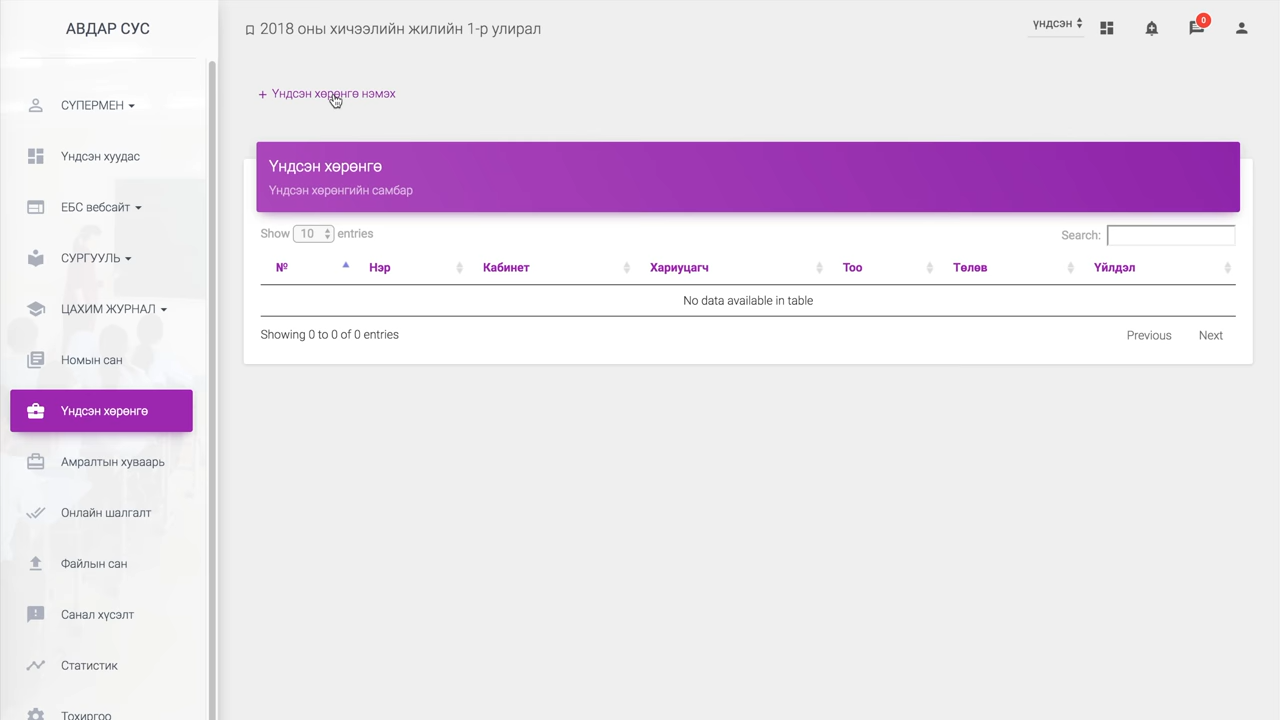 АВДАР СУС
СҮПЕРМЕН
Үндсэн хуудас
ЕБС вебсайт
СУРГУУЛЬ
ЦАХИМ ЖУРНАЛ
Номын сан
Үндсэн хөрөнгө
Амралтын хуваарь
Онлайн шалгалт
Файлын сан
Санал хүсэлт
Статистик
Тохиргоо
2018 оны хичээлийн жилийн 1-р улирал
үндсэн
0
+ Үндсэн хөрөнгө нэмэх
Үндсэн хөрөнгө
Үндсэн хөрөнгийн самбар
Show 10 entries
Search:
№ Нэр Кабинет Хариуцагч Тоо Төлөв Үйлдэл
No data available in table
Showing 0 to 0 of 0 entries
Previous Next